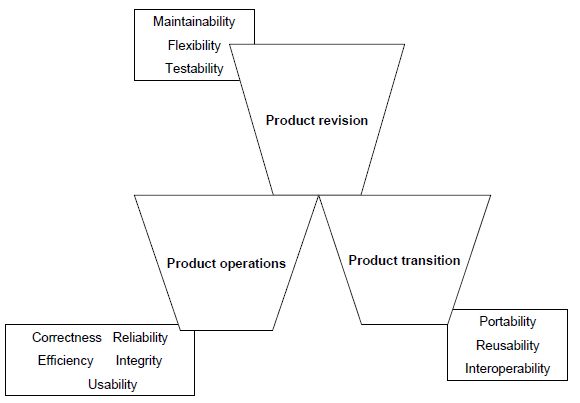 Maintainability
Flexibility
Testability
Product revision
Product operations
Product transition
Correctness Reliability
Efficiency Integrity
Usability
Portability
Reusability
Interoperability